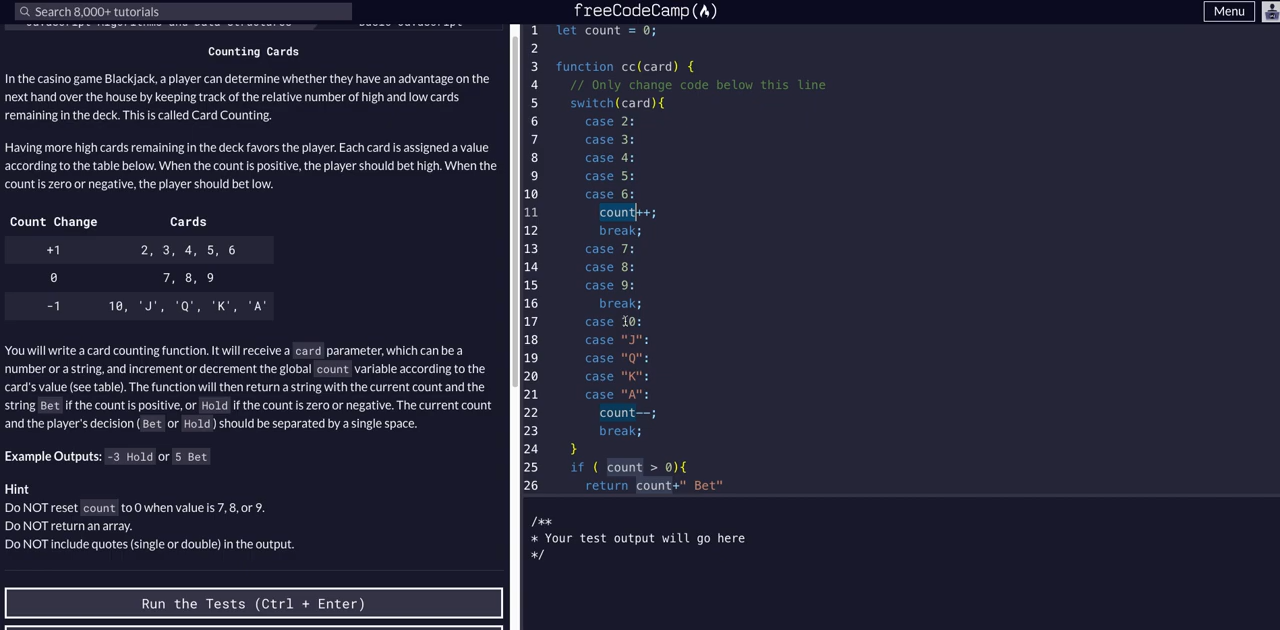 Search 8,000+ tutorials
freeCodeCamp
Menu
JavaScript Algorithms and Data Structures
Basic JavaScript
Counting Cards
In the casino game Blackjack, a player can determine whether they have an advantage on the
next hand over the house by keeping track of the relative number of high and low cards
remaining in the deck. This is called Card Counting.
Having more high cards remaining in the deck favors the player. Each card is assigned a value
according to the table below. When the count is positive, the player should bet high. When the
count is zero or negative, the player should bet low.
Count Change Cards
+1 2, 3, 4, 5, 6
0 7, 8, 9
-1 10, 'J', 'Q', 'K', 'A'
You will write a card counting function. It will receive a card parameter, which can be a
number or a string, and increment or decrement the global count variable according to the
card's value (see table). The function will then return a string with the current count and the
string Bet if the count is positive, or Hold if the count is zero or negative. The current count
and the player's decision ( Bet or Hold ) should be separated by a single space.
Example Outputs: -3 Hold or 5 Bet
Hint
Do NOT reset count to 0 when value is 7, 8, or 9.
Do NOT return an array.
Do NOT include quotes (single or double) in the output.
Run the Tests (Ctrl + Enter)
1 let count = 0;
2
3 function cc(card) {
4 // Only change code below this line
5 switch(card){
6 case 2:
7 case 3:
8 case 4:
9 case 5:
10 case 6:
11 count++;
12 break;
13 case 7:
14 case 8:
15 case 9:
16 break;
17 case 10:
18 case "J":
19 case "Q":
20 case "K":
21 case "A":
22 count--;
23 break;
24 }
25 if ( count > 0){
26 return count+" Bet"
/**
* Your test output will go here
*/